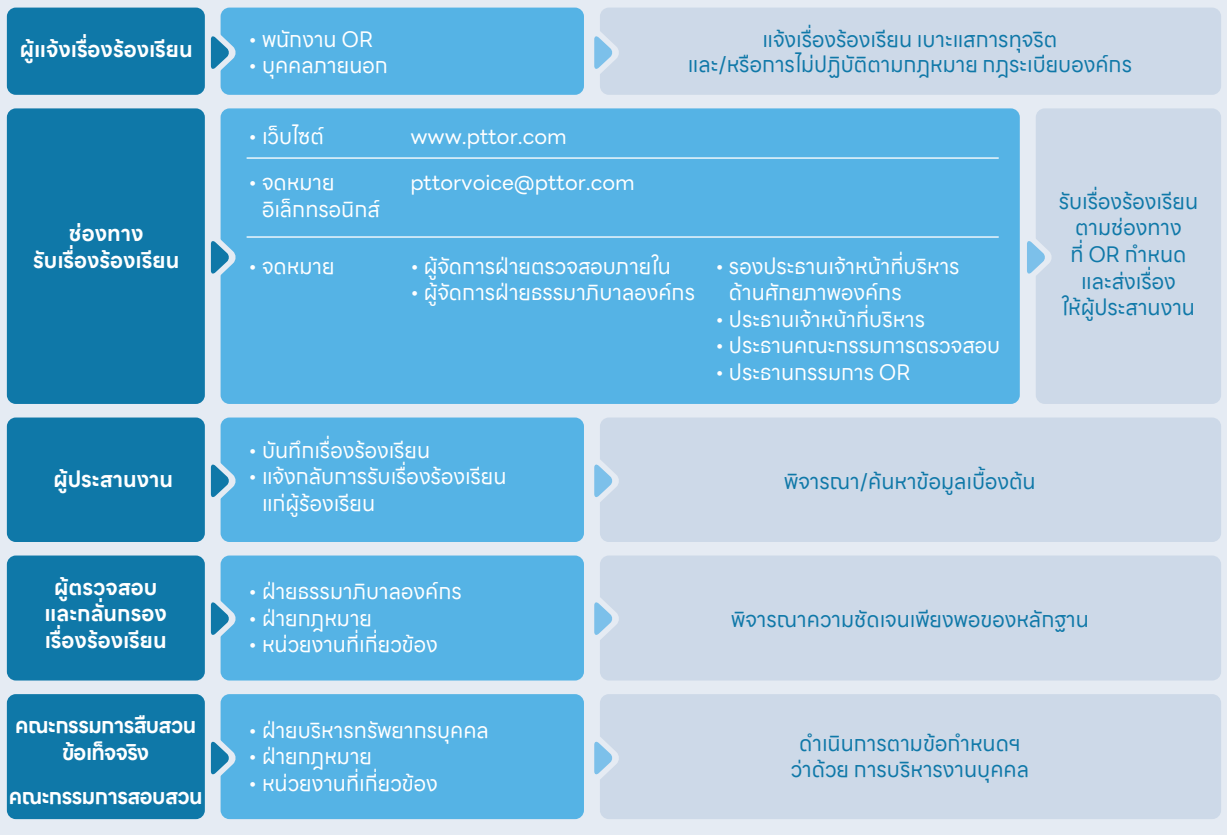 ผู้แจ้งเรื่องร้องเรียน
• พนักงาน OR
• บุคคลภายนอก
แจ้งเรื่องร้องเรียน เบาะแสการทุจริต
และ/หรือการไม่ปฏิบัติตามกฎหมาย กฎระเบียบองค์กร
ช่องทาง
รับเรื่องร้องเรียน
• เว็บไซต์ www.pttor.com
• จดหมาย pttorvoice@pttor.com
อิเล็กทรอนิกส์
• จดหมาย
• ผู้จัดการฝ่ายตรวจสอบภายใน
• ผู้จัดการฝ่ายธรรมาภิบาลองค์กร
• รองประธานเจ้าหน้าที่บริหาร
ด้านศักยภาพองค์กร
• ประธานเจ้าหน้าที่บริหาร
• ประธานคณะกรรมการตรวจสอบ
• ประธานกรรมการ OR
รับเรื่องร้องเรียน
ตามช่องทาง
ที่ OR กำหนด
และส่งเรื่อง
ให้ผู้ประสานงาน
ผู้ประสานงาน
• บันทึกเรื่องร้องเรียน
• แจ้งกลับการรับเรื่องร้องเรียน
แก่ผู้ร้องเรียน
พิจารณา/ค้นหาข้อมูลเบื้องต้น
ผู้ตรวจสอบ
และกลั่นกรอง
เรื่องร้องเรียน
• ฝ่ายธรรมาภิบาลองค์กร
• ฝ่ายกฎหมาย
• หน่วยงานที่เกี่ยวข้อง
พิจารณาความชัดเจนเพียงพอของหลักฐาน
คณะกรรมการสืบสวน
ข้อเท็จจริง
คณะกรรมการสอบสวน
• ฝ่ายบริหารทรัพยากรบุคคล
• ฝ่ายกฎหมาย
• หน่วยงานที่เกี่ยวข้อง
ดำเนินการตามข้อกำหนดฯ
ว่าด้วย การบริหารงานบุคคล